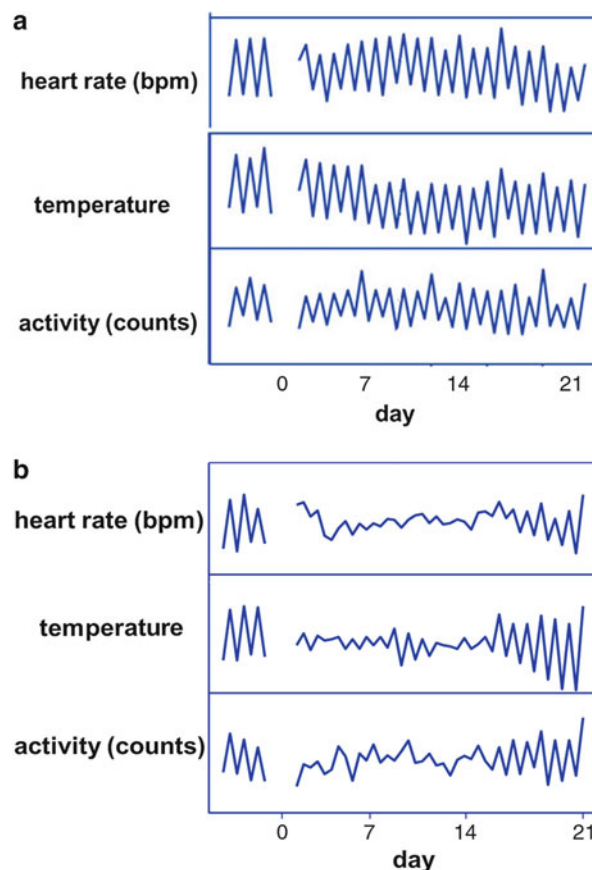 a
heart rate (bpm)
temperature
activity (counts)
0 7 14 21
day
b
heart rate (bpm)
temperature
activity (counts)
0 7 14 21
day